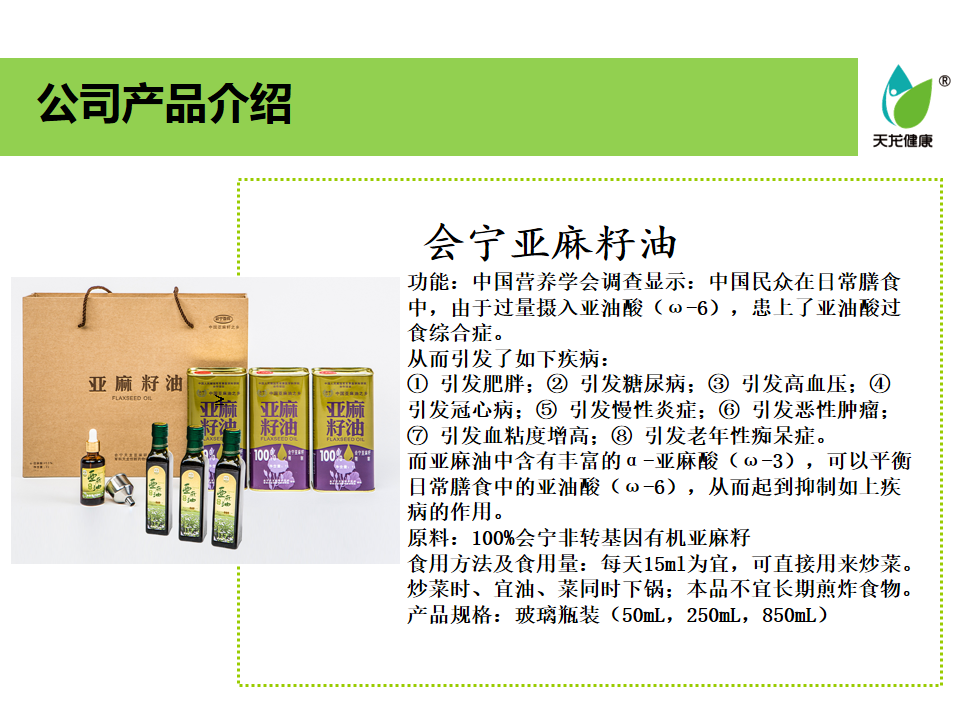 公司产品介绍
®
天龙健康
会宁亚麻籽油
功能：中国营养学会调查显示：中国民众在日常膳食
中，由于过量摄入亚油酸（ω-6），患上了亚油酸过
食综合症。
从而引发了如下疾病：
① 引发肥胖；② 引发糖尿病；③ 引发高血压；④
引发冠心病；⑤ 引发慢性炎症；⑥ 引发恶性肿瘤；
⑦ 引发血粘度增高；⑧ 引发老年性痴呆症。
而亚麻油中含有丰富的α-亚麻酸（ω-3），可以平衡
日常膳食中的亚油酸（ω-6），从而起到抑制如上疾
病的作用。
原料：100%会宁非转基因有机亚麻籽
食用方法及食用量：每天15ml为宜，可直接用来炒菜。
炒菜时、宜油、菜同时下锅；本品不宜长期煎炸食物。
产品规格：玻璃瓶装（50mL，250mL，850mL）
亚麻籽油
FLAXSEED OIL
亚麻
籽油
FLAXSEED OIL
100
亚麻
籽油
FLAXSEED OIL
100
亚麻
籽油
FLAXSEED OIL
100
亚麻油
亚麻油
亚麻油
亚麻油